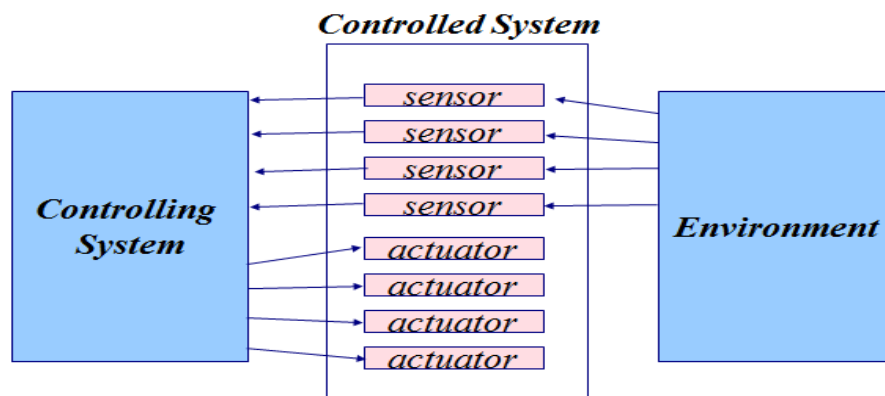 Controlled System
sensor
sensor
sensor
sensor
actuator
actuator
actuator
actuator
Controlling
System
Environment